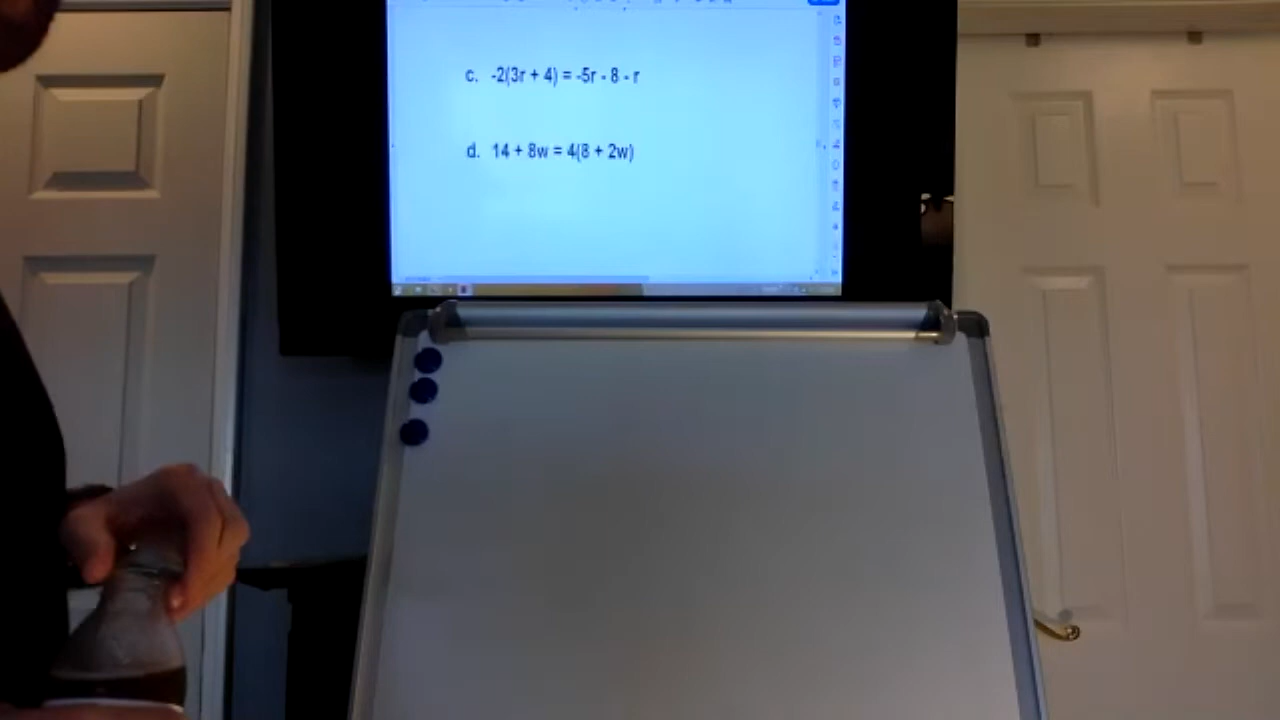 c. -2(3r + 4) = -5r - 8 - r
d. 14 + 8w = 4(8 + 2w)